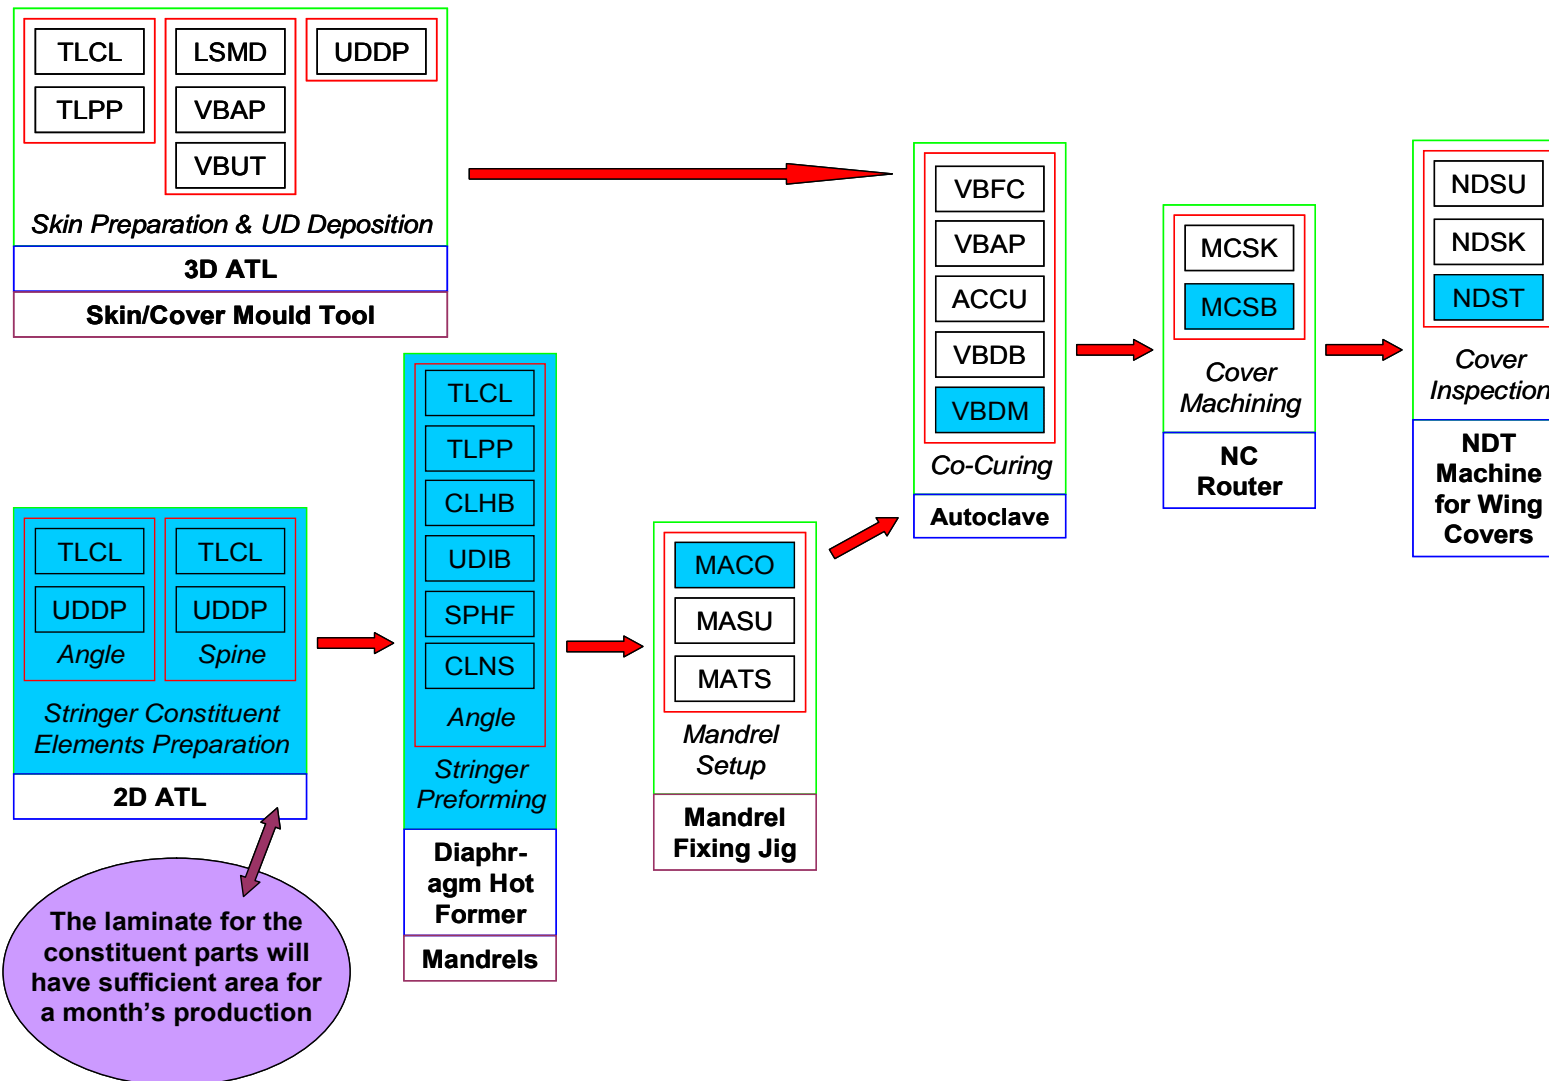 TLCL
TLPP
LSMD
VBAP
VBUT
UDDP
Skin Preparation & UD Deposition
3D ATL
Skin/Cover Mould Tool
TLCL
UDDP
Angle
TLCL
UDDP
Spine
Stringer Constituent
Elements Preparation
2D ATL
The laminate for the
constituent parts will
have sufficient area for
a month’s production
TLCL
TLPP
CLHB
UDIB
SPHF
CLNS
Angle
Stringer
Preforming
Diaphr-
agm Hot
Former
Mandrels
MACO
MASU
MATS
Mandrel
Setup
Mandrel
Fixing Jig
VBFC
VBAP
ACCU
VBDB
VBDM
Co-Curing
Autoclave
MCSK
MCSB
Cover
Machining
NC
Router
NDSU
NDSK
NDST
Cover
Inspection
NDT
Machine
for Wing
Covers